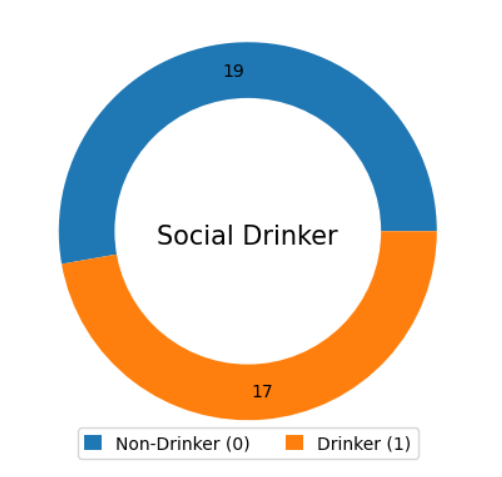 19
Social Drinker
17
Non-Drinker (0) Drinker (1)